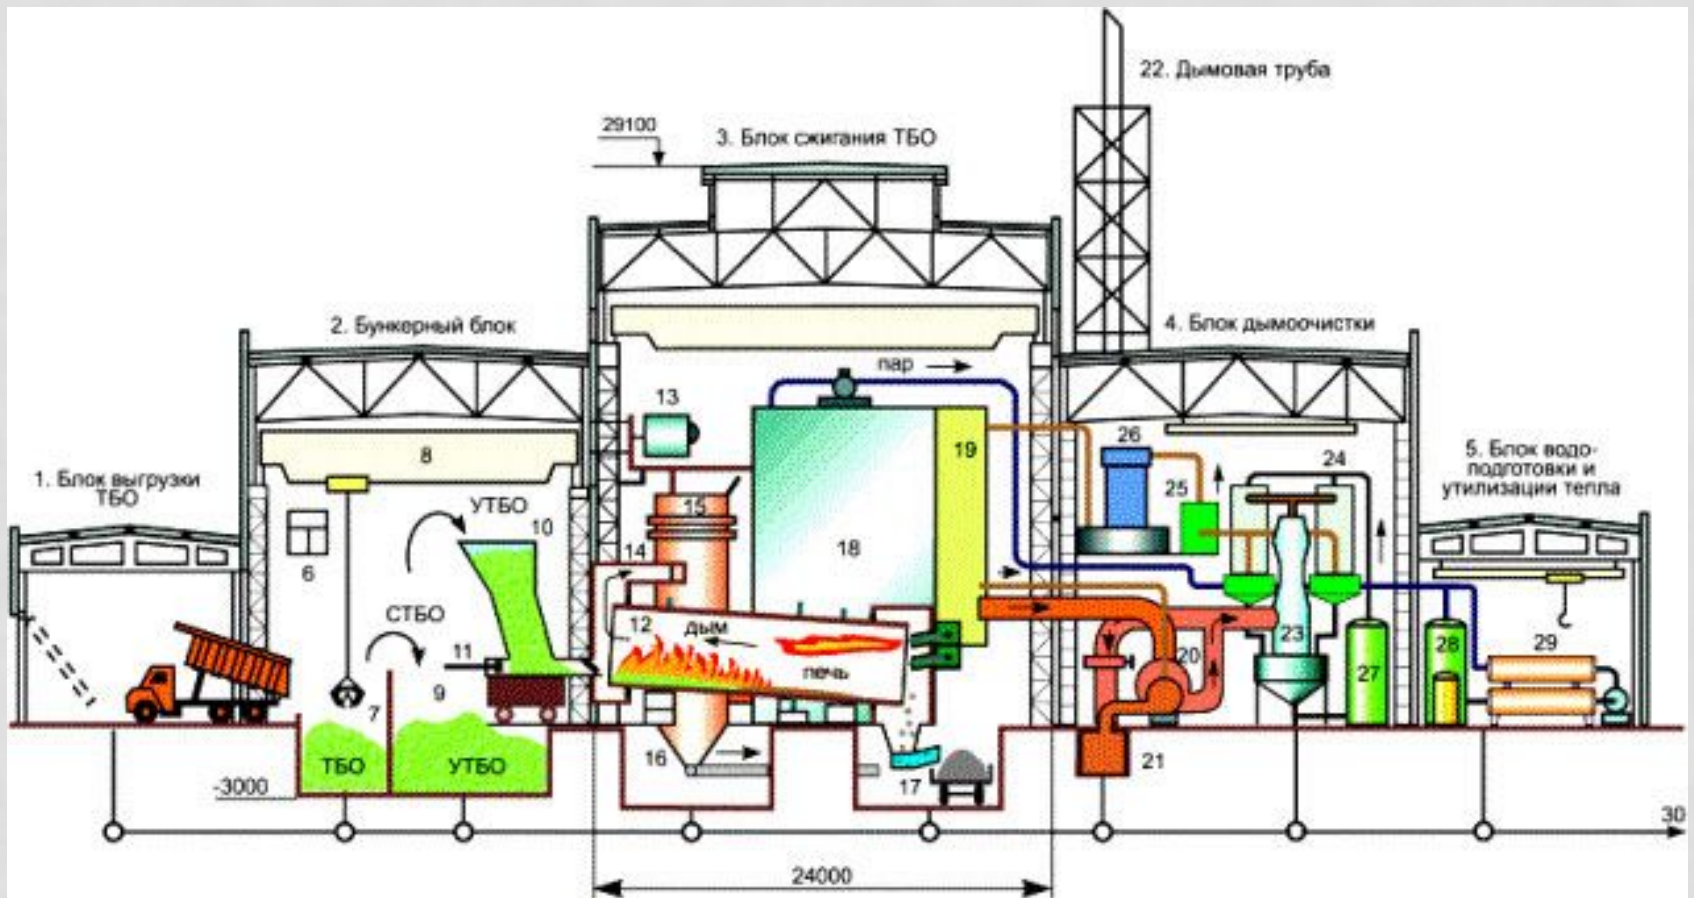 22. Дымовая труба
29100
3. Блок сжигания ТБО
2. Бункерный блок
4. Блок дымоочистки
пар
13
8
26
19
24
1. Блок выгрузки
ТБО
5. Блок водо-
подготовки и
утилизации тепла
УТБО
10
15
25
18
14
6
СТБО
12
дым
11
печь
23
20
28
29
27
9
7
ТБО
УТБО
16
17
21
-3000
30
24000